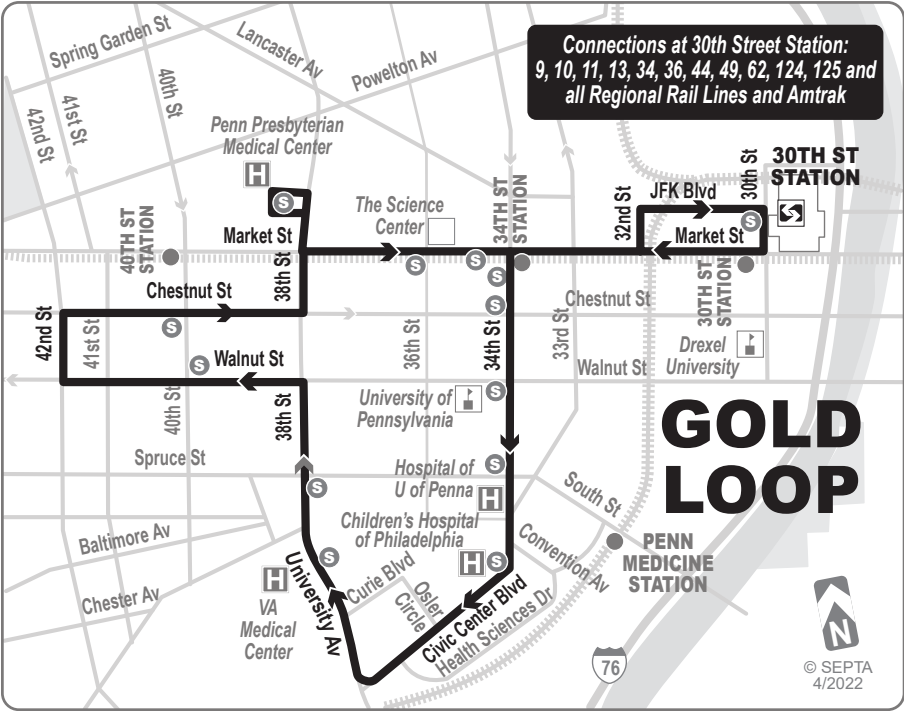 Connections at 30th Street Station:
9, 10, 11, 13, 34, 36, 44, 49, 62, 124, 125 and
all Regional Rail Lines and Amtrak
Spring Garden St
Lancaster Av
Powelton Av
42nd St
41st St
40th St
Penn Presbyterian
Medical Center
H
S
The Science
Center
34TH ST
STATION
32nd St
JFK Blvd
30th St
30TH ST
STATION
S
S
Market St
40TH ST
STATION
Market St
38th St
S
S
S
30TH ST
STATION
Chestnut St
S
Chestnut St
42nd St
41st St
S
36th St
34th St
S
33rd St
Drexel
University
Walnut St
S
Walnut St
40th St
38th St
University of
Pennsylvania
S
GOLD
LOOP
Spruce St
Hospital of
U of Penna
H
S
South St
S
Children's Hospital
of Philadelphia
H
S
Convention Av
PENN
MEDICINE
STATION
Baltimore Av
Chester Av
H
VA
Medical
Center
S
University Av
Curie Blvd
Osler
Circle
Civic Center Blvd
Health Sciences Dr
76
N
© SEPTA
4/2022